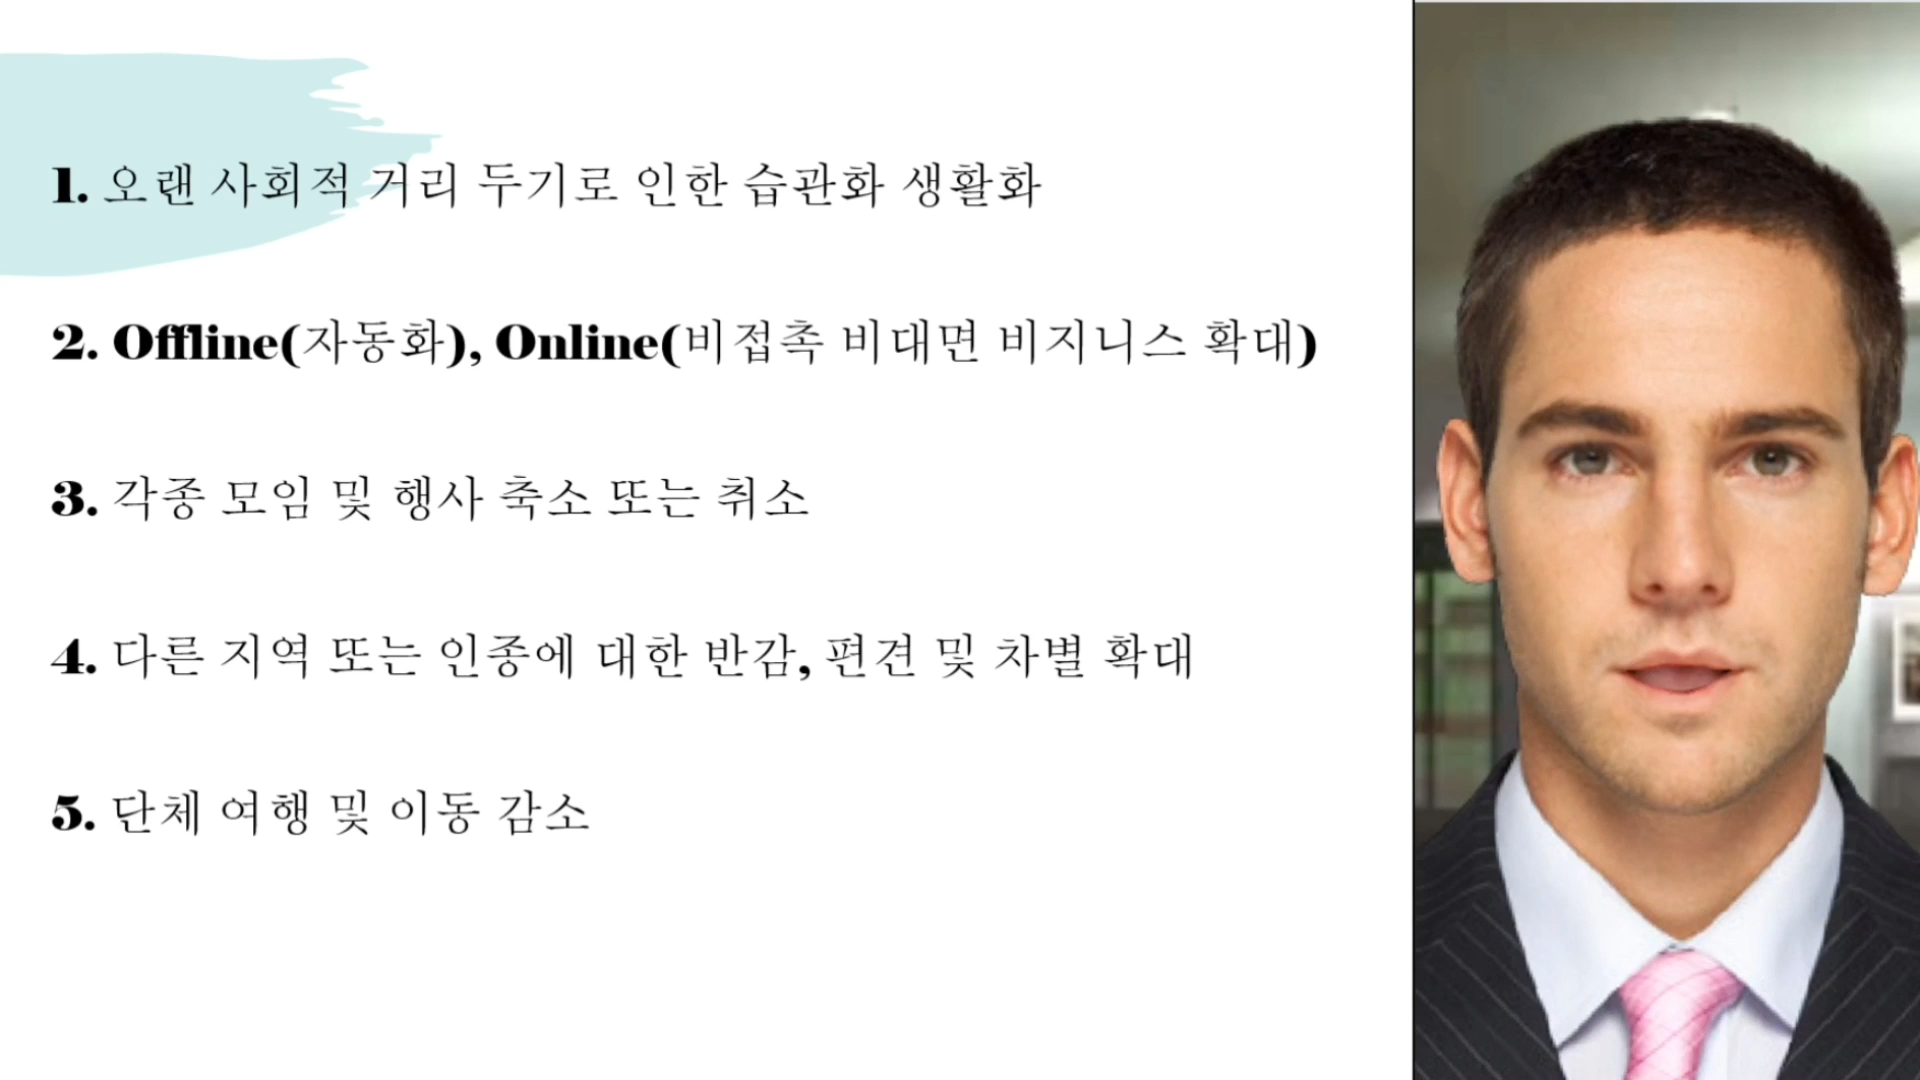 1. 오랜 사회적 거리 두기로 인한 습관화 생활화
2. Offline(자동화), Online(비접촉 비대면 비지니스 확대)
3. 각종 모임 및 행사 축소 또는 취소
4. 다른 지역 또는 인종에 대한 반감, 편견 및 차별 확대
5. 단체 여행 및 이동 감소